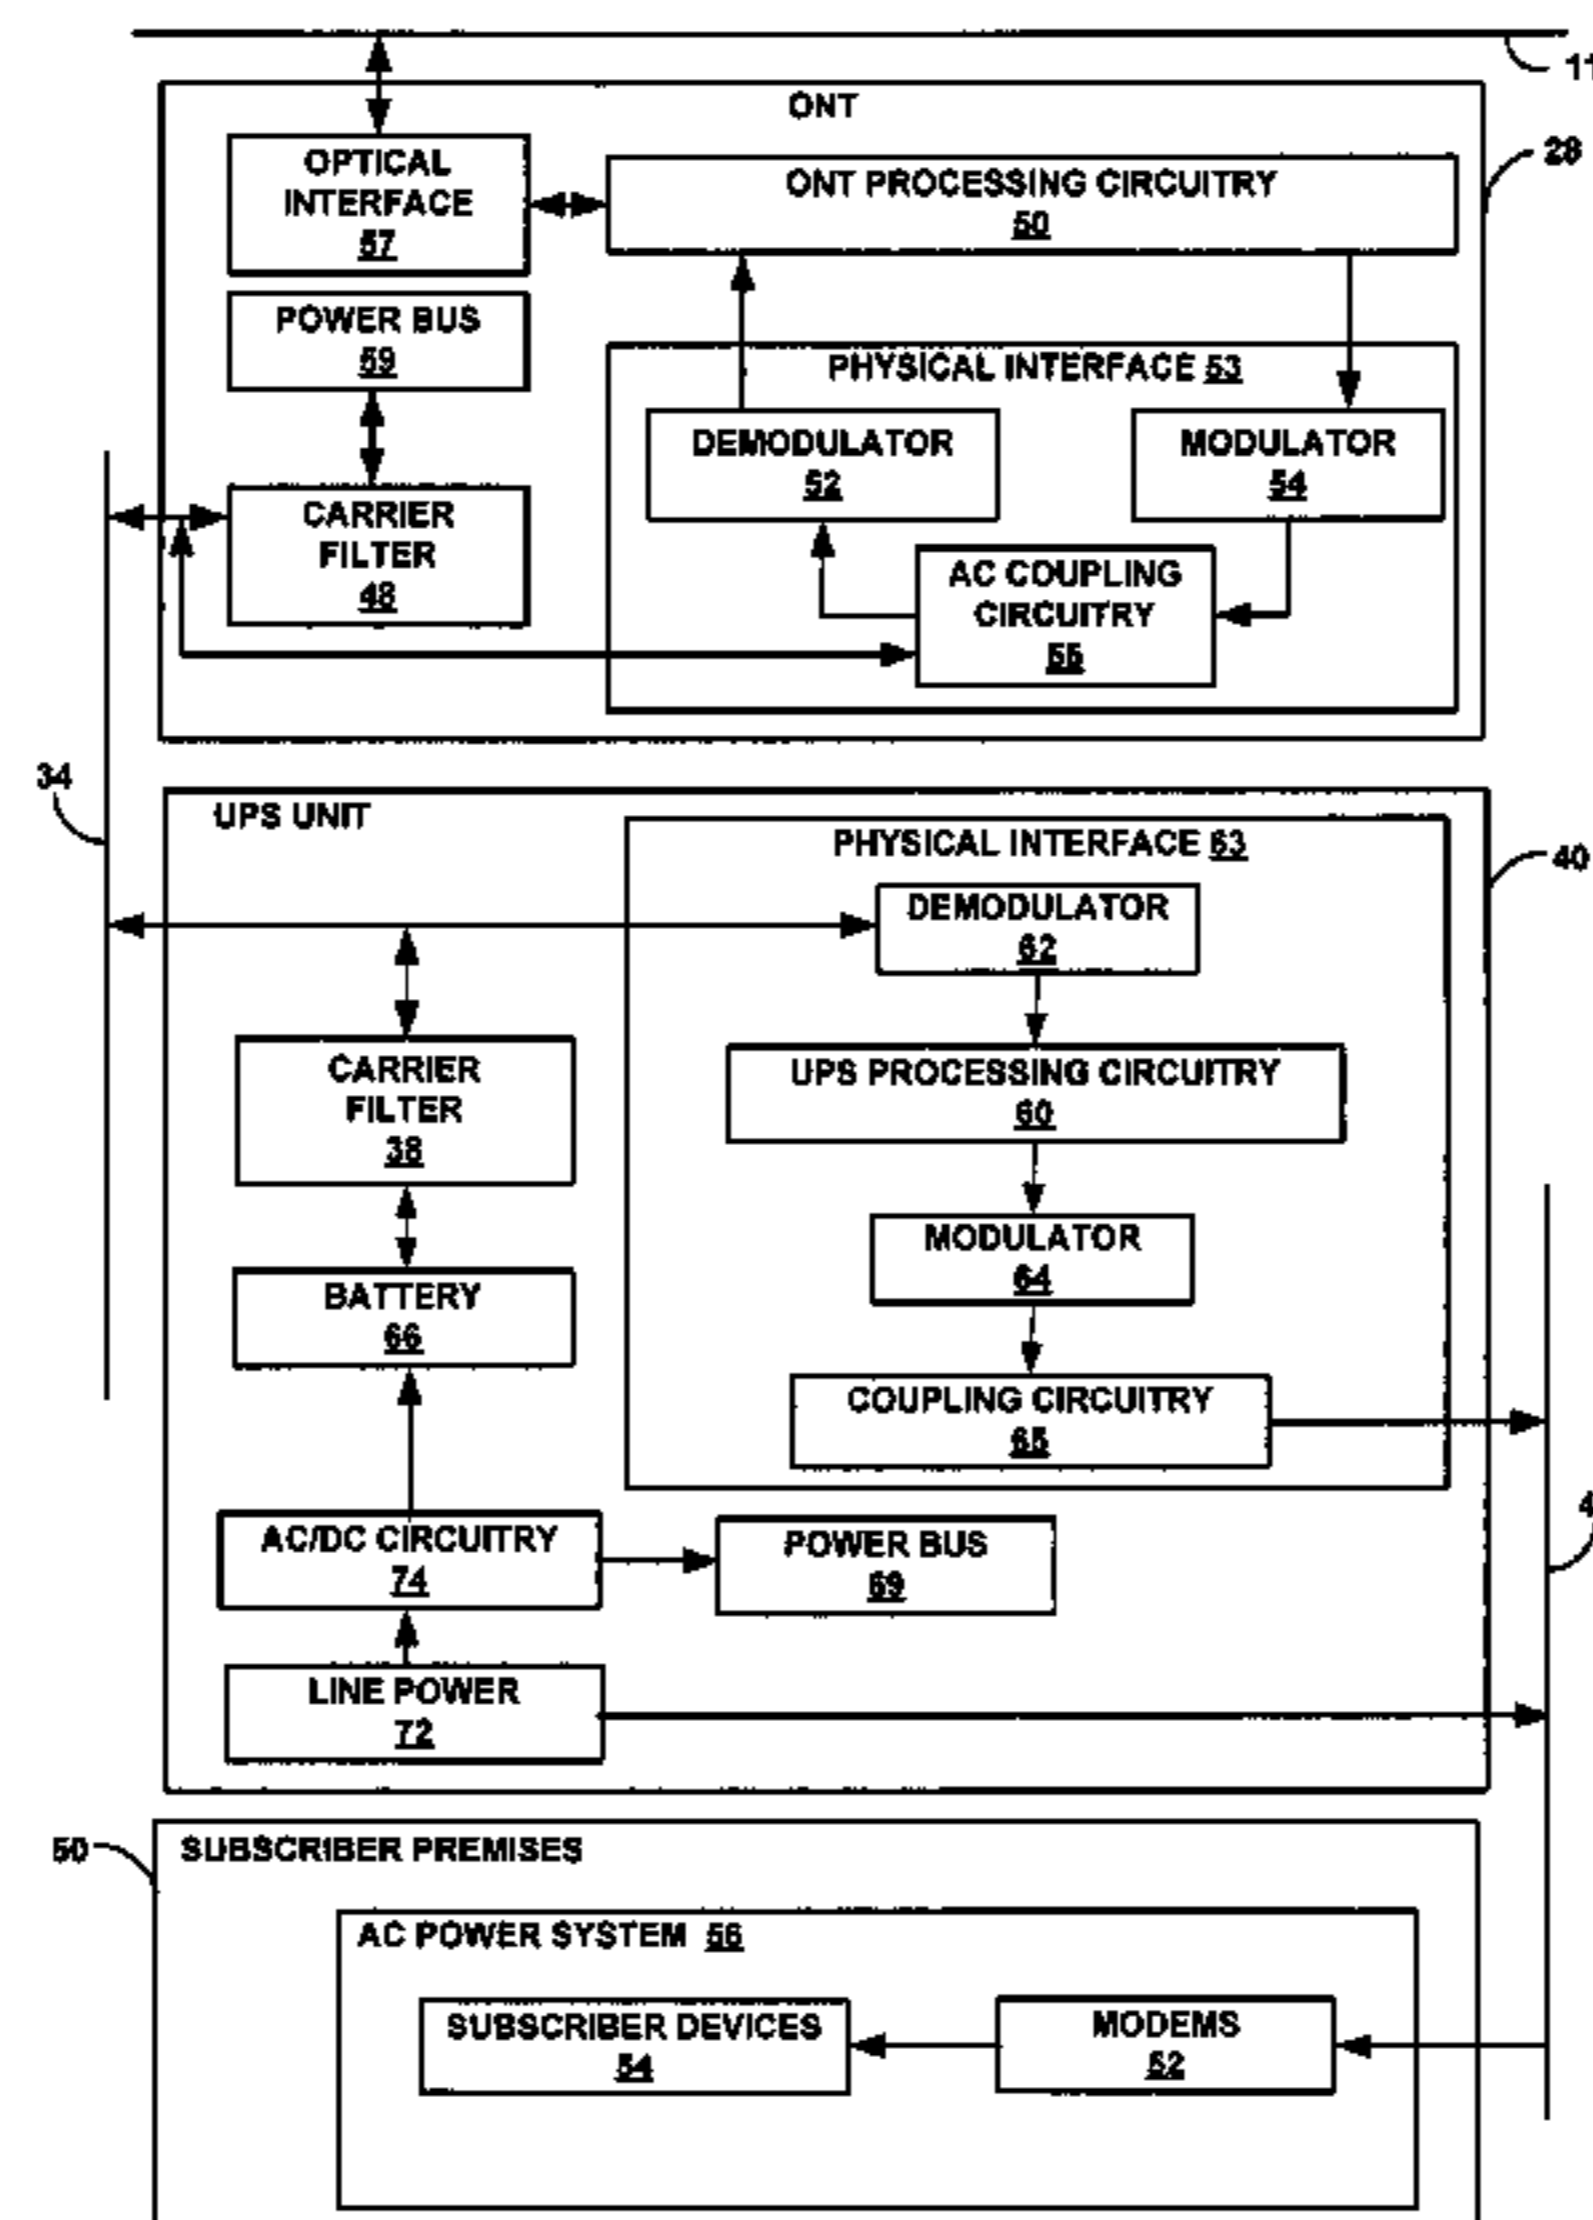 11
ONT
28
OPTICAL
INTERFACE
57
ONT PROCESSING CIRCUITRY
50
POWER BUS
59
PHYSICAL INTERFACE 53
DEMODULATOR
52
MODULATOR
54
CARRIER
FILTER
48
AC COUPLING
CIRCUITRY
55
34
UPS UNIT
PHYSICAL INTERFACE 63
40
DEMODULATOR
62
CARRIER
FILTER
38
UPS PROCESSING CIRCUITRY
60
MODULATOR
64
BATTERY
66
COUPLING CIRCUITRY
65
AC/DC CIRCUITRY
74
POWER BUS
69
LINE POWER
72
50
SUBSCRIBER PREMISES
AC POWER SYSTEM 56
SUBSCRIBER DEVICES
54
MODEMS
52